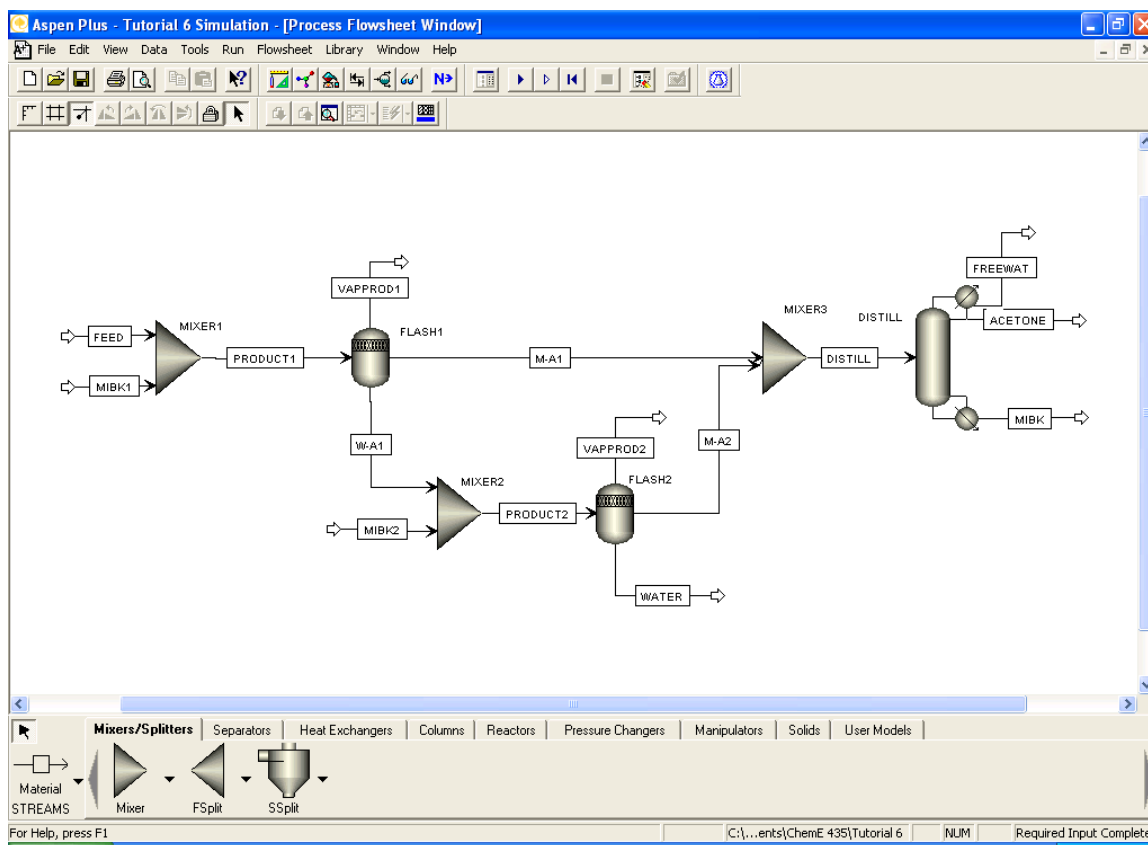 Aspen Plus - Tutorial 6 Simulation - [Process Flowsheet Window]
File Edit View Data Tools Run Flowsheet Library Window Help
N
FREEWAT
VAPPROD1
MIXER3
DISTILL
MIXER1
FLASH1
ACETONE
FEED
PRODUCT1
M-A1
DISTILL
MIBK1
MIBK
W-A1
VAPPROD2
M-A2
MIXER2
FLASH2
PRODUCT2
MIBK2
WATER
Mixers/Splitters Separators Heat Exchangers Columns Reactors Pressure Changers Manipulators Solids User Models
Material
STREAMS
Mixer FSplit SSplit
For Help, press F1 C:\...ents\ChemE 435\Tutorial 6 NUM Required Input Complete